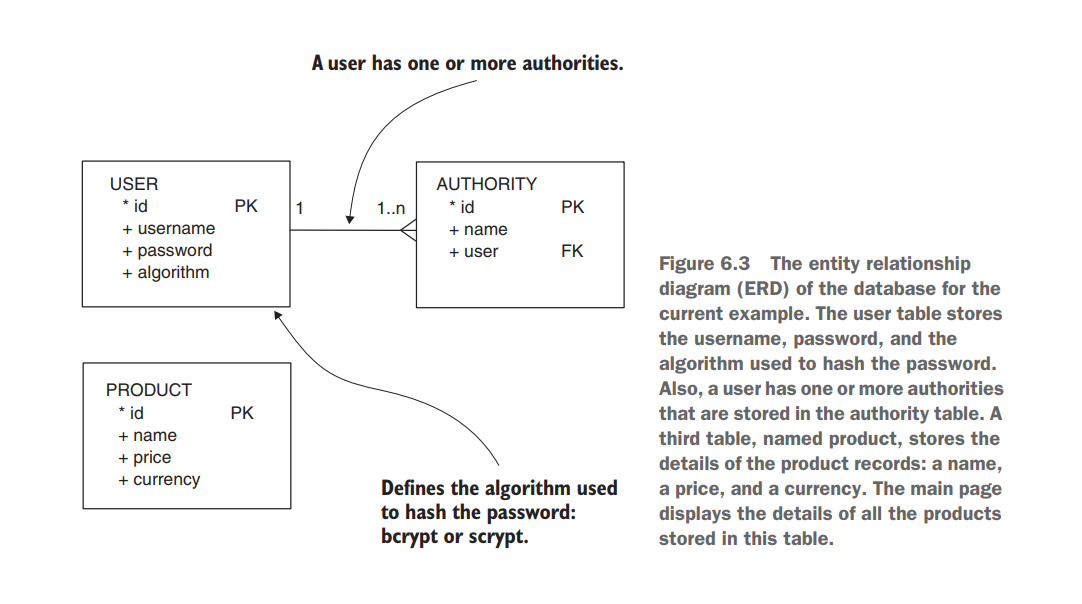 A user has one or more authorities.
USER
* id PK
+ username
+ password
+ algorithm
1
1..n
AUTHORITY
* id PK
+ name
+ user FK
PRODUCT
* id PK
+ name
+ price
+ currency
Defines the algorithm used
to hash the password:
bcrypt or scrypt.
Figure 6.3 The entity relationship
diagram (ERD) of the database for the
current example. The user table stores
the username, password, and the
algorithm used to hash the password.
Also, a user has one or more authorities
that are stored in the authority table. A
third table, named product, stores the
details of the product records: a name,
a price, and a currency. The main page
displays the details of all the products
stored in this table.